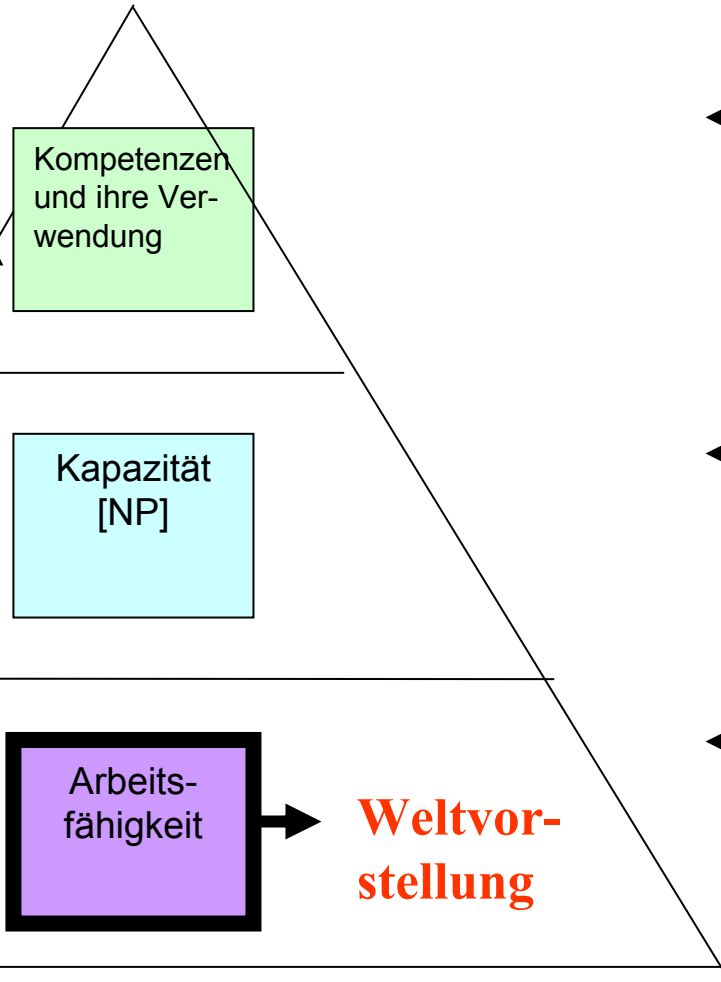 Kompetenzen
und ihre Ver-
wendung
Kapazität
[NP]
Arbeits-
fähigkeit
Weltvor-
stellung